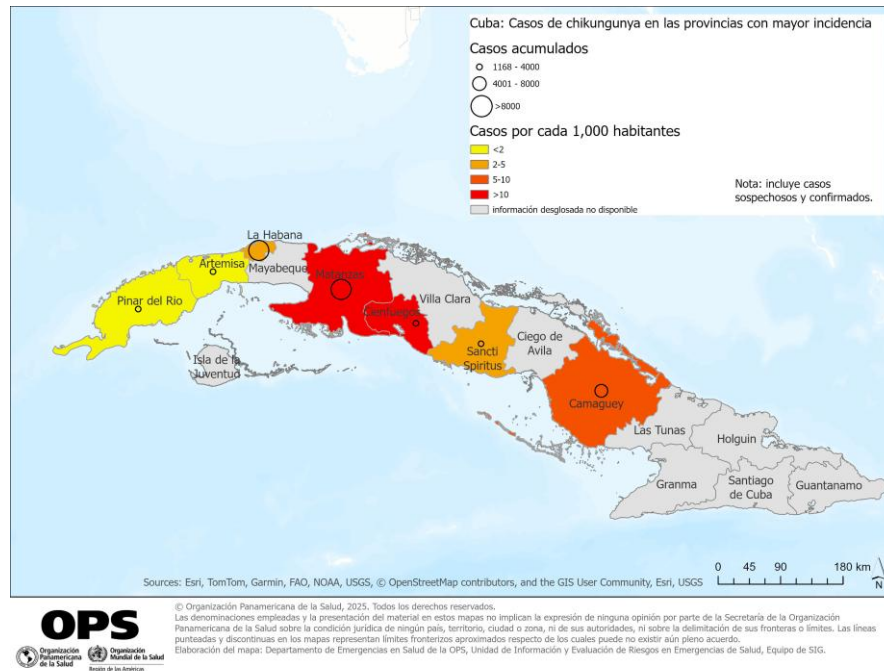 Cuba: Casos de chikungunya en las provincias con mayor incidencia
Casos acumulados
1168 - 4000
4001 - 8000
>8000
Casos por cada 1,000 habitantes
<2
2-5
5-10
>10
información desglosada no disponible
Nota: incluye casos
sospechosos y confirmados.
La Habana
Artemisa
Mayabeque
Matanzas
Pinar del Rio
Villa Clara
Cienfuegos
Isla de la
Juventud
Sancti
Spiritus
Ciego de
Avila
Camaguey
Las Tunas
Holguin
Granma
Santiago
de Cuba
Guantanamo
0 45 90 180 km
N
Sources: Esri, TomTom, Garmin, FAO, NOAA, USGS, © OpenStreetMap contributors, and the GIS User Community, Esri, USGS
OPS
Organización
Panamericana
de la Salud
Organización
Mundial de la Salud
Región de las Américas
© Organización Panamericana de la Salud, 2025. Todos los derechos reservados.
Las denominaciones empleadas y la presentación del material en estos mapas no implican la expresión de ninguna opinión por parte de la Secretaría de la Organización
Panamericana de la Salud sobre la condición jurídica de ningún país, territorio, ciudad o zona, ni de sus autoridades, ni sobre la delimitación de sus fronteras o límites. Las líneas
punteadas y discontinuas en los mapas representan límites fronterizos aproximados respecto de los cuales puede no existir aún pleno acuerdo.
Elaboración del mapa: Departamento de Emergencias en Salud de la OPS, Unidad de Información y Evaluación de Riesgos en Emergencias de Salud, Equipo de SIG.